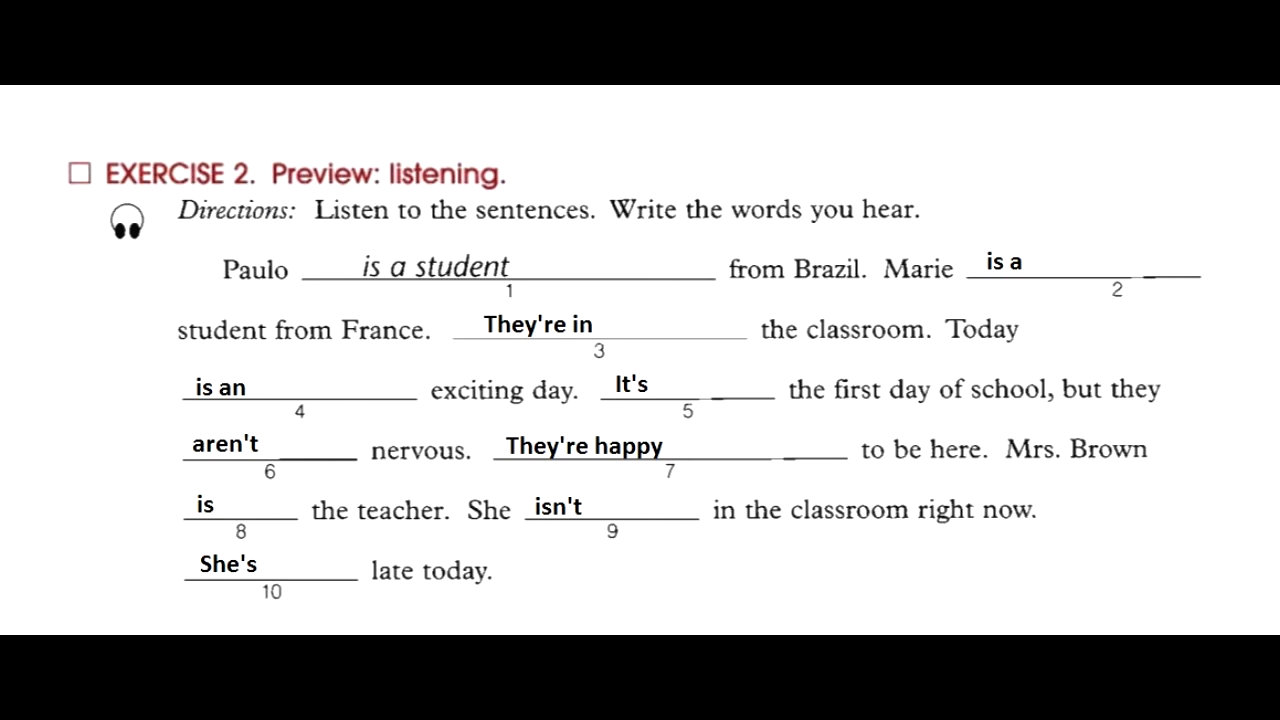 EXERCISE 2. Preview: listening.
Directions: Listen to the sentences. Write the words you hear.
Paulo is a student from Brazil. Marie is a
1 2
student from France. They're in the classroom. Today
3
is an exciting day. It's the first day of school, but they
4 5
aren't nervous. They're happy to be here. Mrs. Brown
6 7
is the teacher. She isn't in the classroom right now.
8 9
She's late today.
10